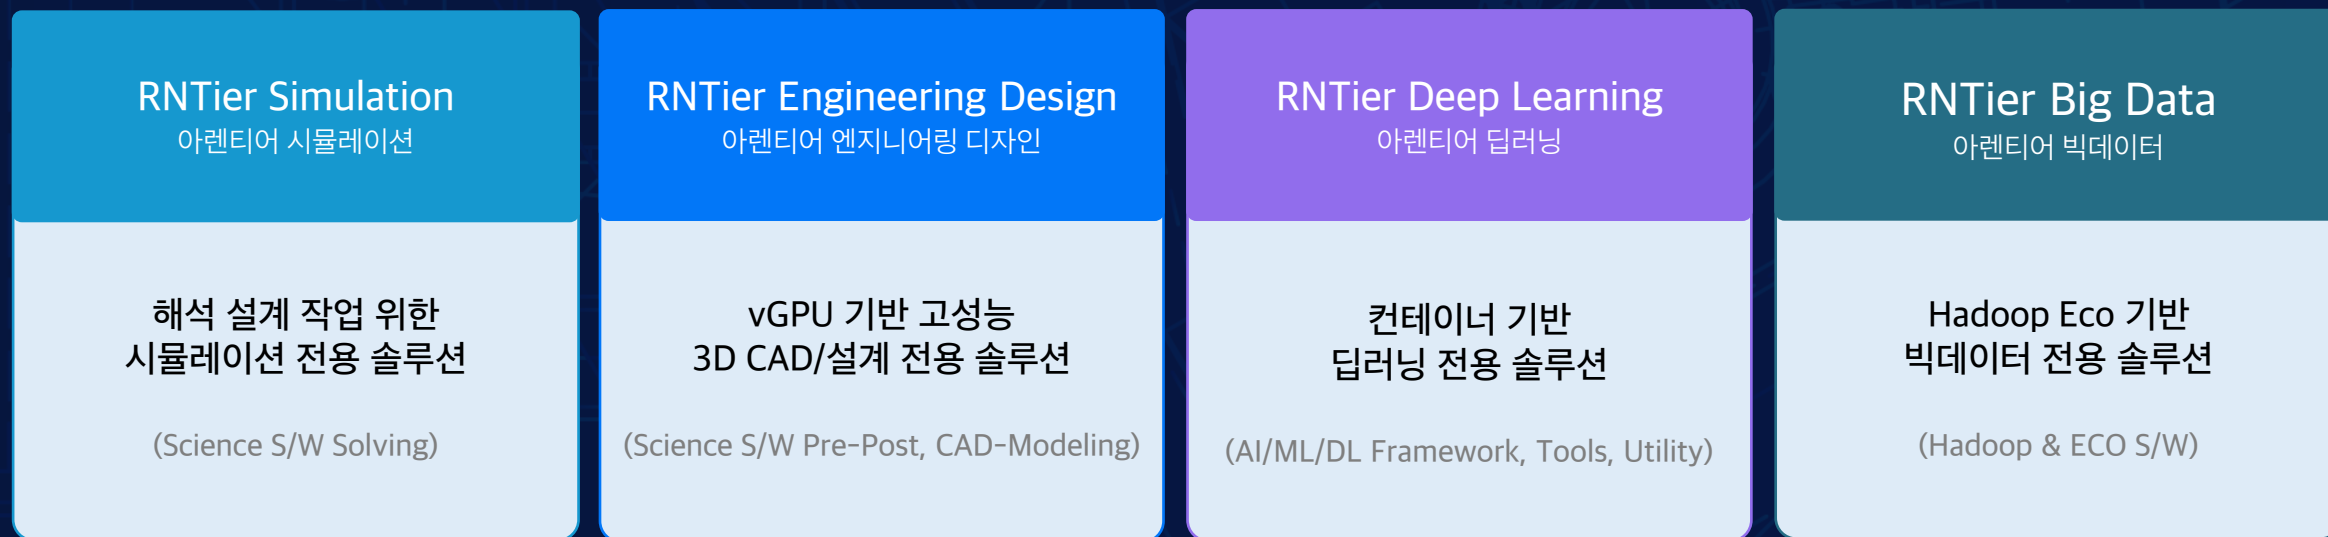 RNTier Simulation
아렌티어 시뮬레이션
해석 설계 작업 위한
시뮬레이션 전용 솔루션
(Science S/W Solving)
RNTier Engineering Design
아렌티어 엔지니어링 디자인
vGPU 기반 고성능
3D CAD/설계 전용 솔루션
(Science S/W Pre-Post, CAD-Modeling)
RNTier Deep Learning
아렌티어 딥러닝
컨테이너 기반
딥러닝 전용 솔루션
(AI/ML/DL Framework, Tools, Utility)
RNTier Big Data
아렌티어 빅데이터
Hadoop Eco 기반
빅데이터 전용 솔루션
(Hadoop & ECO S/W)